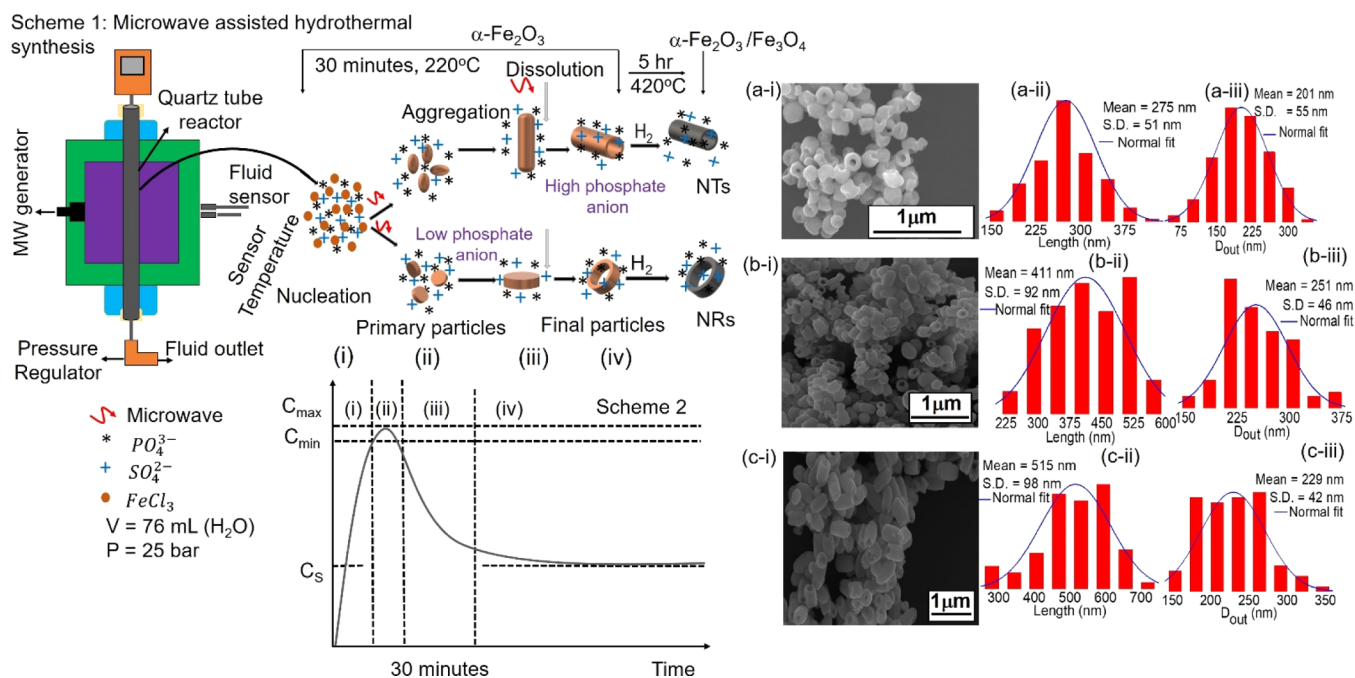 Scheme 1: Microwave assisted hydrothermal
synthesis
MW generator
Quartz tube
reactor
Fluid
sensor
Sensor
Temperature
Pressure
Regulator
Fluid outlet
α-Fe₂O₃
α-Fe₂O₃/Fe₃O₄
30 minutes, 220°C
Dissolution
5 hr
420°C
Aggregation
H₂
NTs
High phosphate
anion
Low phosphate
anion
H₂
NRs
Nucleation
Primary particles
Final particles
(i)
(ii)
(iii)
(iv)
Microwave
* PO₄³⁻
+ SO₄²⁻
FeCl₃
V = 76 mL (H₂O)
P = 25 bar
Cmax
Cmin
CS
(i)
(ii)
(iii)
(iv)
Scheme 2
30 minutes
Time
(a-i)
1μm
(a-ii)
Mean = 275 nm
S.D. = 51 nm
Normal fit
150 200 280 360 430
Length (nm)
(a-iii)
Mean = 201 nm
S.D. = 55 nm
Normal fit
75 150 225 300
Dout (nm)
(b-i)
1μm
(b-ii)
Mean = 411 nm
S.D. = 92 nm
Normal fit
225 300 375 450 525 600
Length (nm)
(b-iii)
Mean = 251 nm
S.D = 46 nm
Normal fit
150 225 300 375
Dout (nm)
(c-i)
1μm
(c-ii)
Mean = 515 nm
S.D. = 98 nm
Normal fit
300 400 500 600 700
Length (nm)
(c-iii)
Mean = 229 nm
S.D. = 42 nm
Normal fit
150 200 250 300 350
Dout (nm)